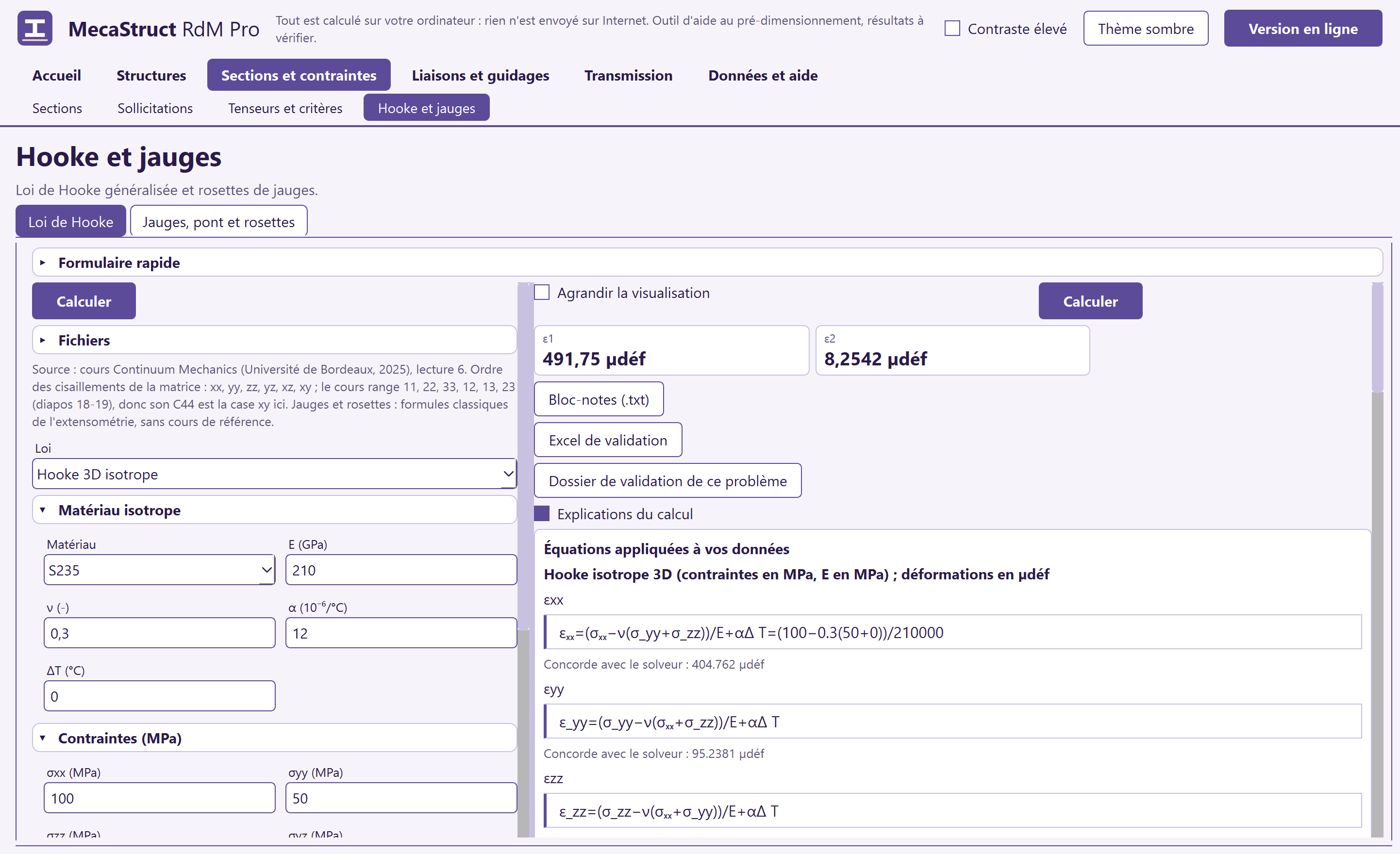 MecaStruct RdM Pro
Tout est calculé sur votre ordinateur : rien n'est envoyé sur Internet. Outil d'aide au pré-dimensionnement, résultats à
vérifier.
Contraste élevé
Thème sombre
Version en ligne
Accueil
Structures
Sections et contraintes
Liaisons et guidages
Transmission
Données et aide
Sections
Sollicitations
Tenseurs et critères
Hooke et jauges
Hooke et jauges
Loi de Hooke généralisée et rosettes de jauges.
Loi de Hooke
Jauges, pont et rosettes
Formulaire rapide
Calculer
Fichiers
Source : cours Continuum Mechanics (Université de Bordeaux, 2025), lecture 6. Ordre
des cisaillements de la matrice : xx, yy, zz, yz, xz, xy ; le cours range 11, 22, 33, 12, 13, 23
(diapos 18-19), donc son C44 est la case xy ici. Jauges et rosettes : formules classiques
de l'extensométrie, sans cours de référence.
Loi
Hooke 3D isotrope
Matériau isotrope
Matériau
E (GPa)
S235
210
ν (-)
α (10⁻⁶/°C)
0,3
12
ΔT (°C)
0
Contraintes (MPa)
σxx (MPa)
σyy (MPa)
100
50
σzz (MPa)
σyz (MPa)
Agrandir la visualisation
Calculer
ε1
491,75 µdéf
ε2
8,2542 µdéf
Bloc-notes (.txt)
Excel de validation
Dossier de validation de ce problème
Explications du calcul
Équations appliquées à vos données
Hooke isotrope 3D (contraintes en MPa, E en MPa) ; déformations en µdéf
εxx
εₓₓ=(σₓₓ−ν(σ_yy+σ_zz))/E+αΔ T=(100−0.3(50+0))/210000
Concorde avec le solveur : 404.762 µdéf
εyy
ε_yy=(σ_yy−ν(σₓₓ+σ_zz))/E+αΔ T
Concorde avec le solveur : 95.2381 µdéf
εzz
ε_zz=(σ_zz−ν(σₓₓ+σ_yy))/E+αΔ T